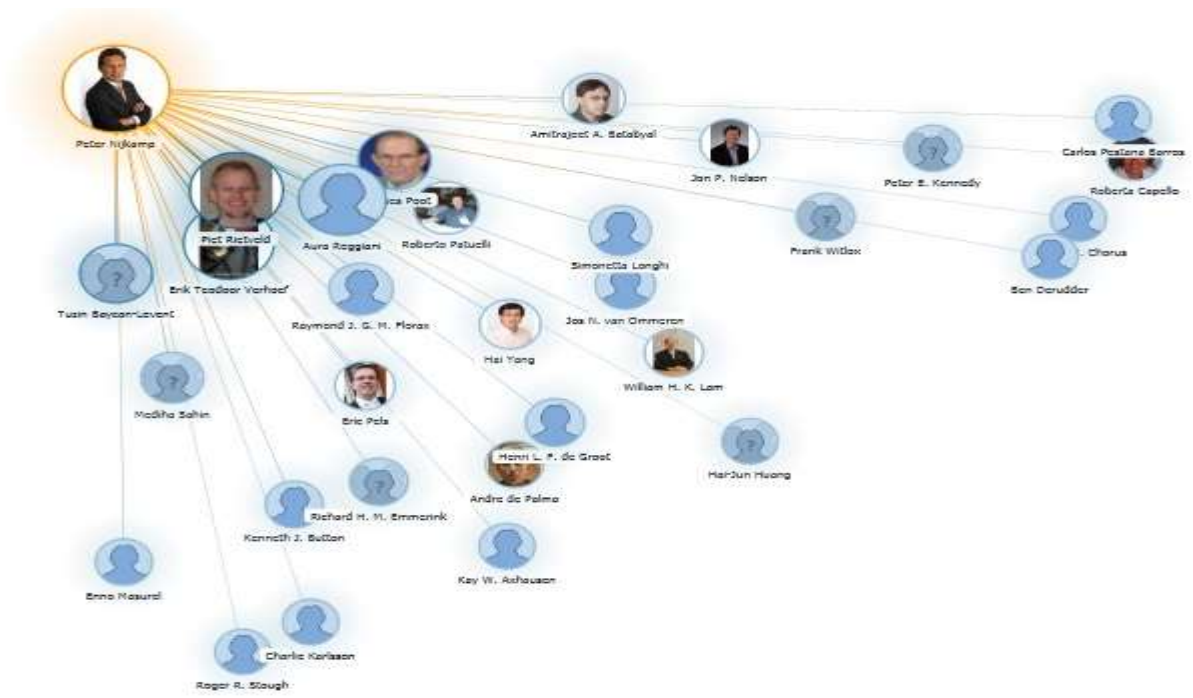 Peter Nijkamp
Amitrajeet A. Batabyal
Carlos Pestana Barros
Jon P. Nelson
Peter E. Kennedy
Roberta Capello
Piet Rietveld
Aura Reggiani
Roberto Patuelli
Frank Witlox
. Chorus
Simonetta Longhi
Ben Derudder
Erik Teodoor Verhoef
Tuzin Baycan-Levent
Raymond J. G. M. Florax
Jos N. van Ommeren
Hai Yang
William H. K. Lam
Mediha Sahin
Eric Pels
Henri L. F. de Groot
Hai-Jun Huang
Andre de Palma
Richard H. M. Emmerink
Kenneth J. Button
Kay W. Axhausen
Enno Masurel
Charlie Karlsson
Roger R. Stough